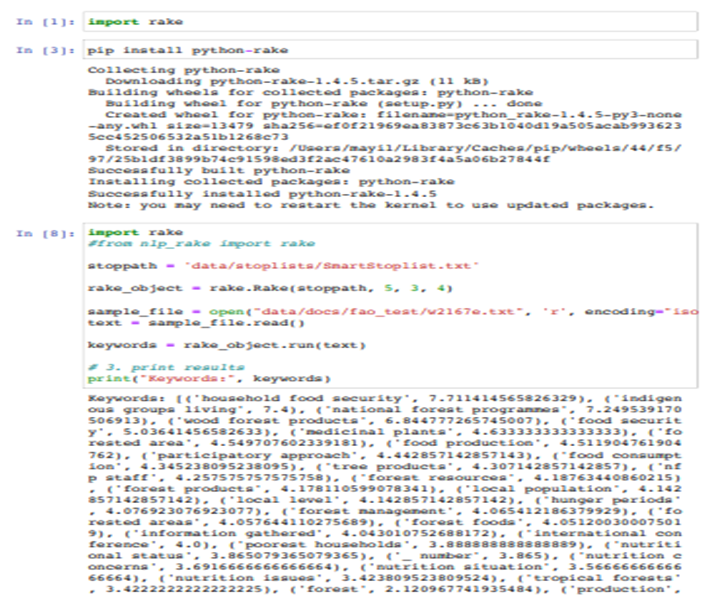 In [1]: import rake
In [3]: pip install python-rake
Collecting python-rake
Downloading python-rake-1.4.5.tar.gz (11 kB)
Building wheels for collected packages: python-rake
Building wheel for python-rake (setup.py) ... done
Created wheel for python-rake: filename=python_rake-1.4.5-py3-none
-any.whl size=13479 sha256=ef0f21969ea83873c63b1040d19a505acab993623
5cc452506532a51b1268c73
Stored in directory: /Users/mayil/Library/Caches/pip/wheels/44/f5/
97/25b1df3899b74c91598ed3f2ac47610a2983f4a5a06b27844f
Successfully built python-rake
Installing collected packages: python-rake
Successfully installed python-rake-1.4.5
Note: you may need to restart the kernel to use updated packages.
In [8]: import rake
#from nlp_rake import rake
stoppath = 'data/stoplists/SmartStoplist.txt'
rake_object = rake.Rake(stoppath, 5, 3, 4)
sample_file = open("data/docs/fao_test/w2167e.txt", 'r', encoding="iso
text = sample_file.read()
keywords = rake_object.run(text)
# 3. print results
print("Keywords:", keywords)
Keywords: [('household food security', 7.711414565826329), ('indigen
ous groups living', 7.4), ('national forest programmes', 7.249539170
506913), ('wood forest products', 6.844777265745007), ('food securit
y', 5.03641456582633), ('medicinal plants', 4.633333333333333), ('fo
rested area', 4.549707602339181), ('food production', 4.511904761904
762), ('participatory approach', 4.442857142857143), ('food consumpt
ion', 4.345238095238095), ('tree products', 4.307142857142857), ('nf
p staff', 4.257575757575758), ('forest resources', 4.18763440860215)
, ('forest products', 4.178110599078341), ('local population', 4.142
857142857142), ('local level', 4.142857142857142), ('hunger periods'
, 4.076923076923077), ('forest management', 4.065412186379929), ('fo
rested areas', 4.057644110275689), ('forest foods', 4.05120030007501
9), ('information gathered', 4.043010752688172), ('international con
ference', 4.0), ('poorest households', 3.888888888888889), ('nutriti
onal status', 3.865079365079365), ('_ number', 3.865), ('nutrition c
oncerns', 3.6916666666666664), ('nutrition situation', 3.56666666666
66664), ('nutrition issues', 3.423809523809524), ('tropical forests'
, 3.4222222222222225), ('forest', 2.120967741935484), ('production',